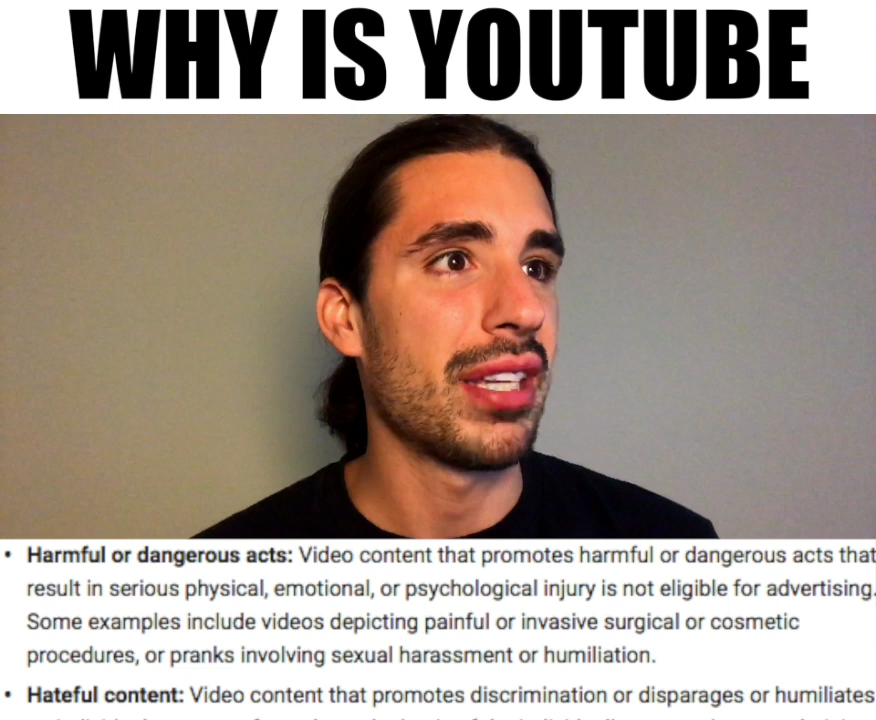 WHY IS YOUTUBE
• Harmful or dangerous acts: Video content that promotes harmful or dangerous acts that
result in serious physical, emotional, or psychological injury is not eligible for advertising.
Some examples include videos depicting painful or invasive surgical or cosmetic
procedures, or pranks involving sexual harassment or humiliation.
• Hateful content: Video content that promotes discrimination or disparages or humiliates